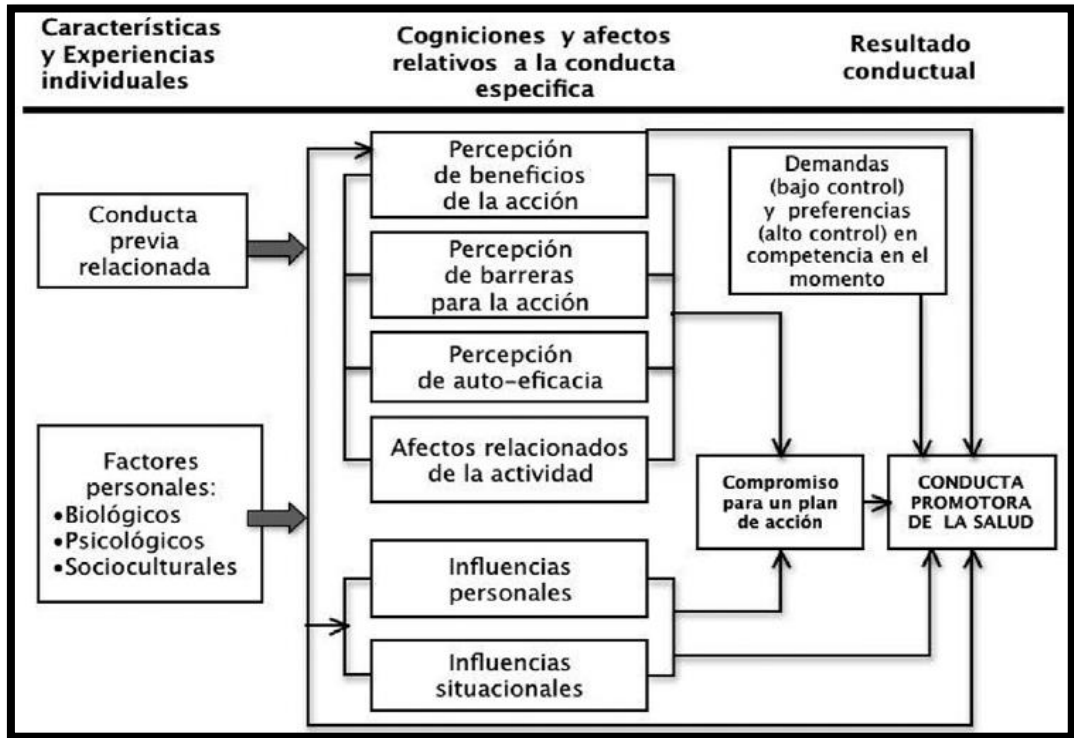 Características
y Experiencias
individuales
Cogniciones y afectos
relativos a la conducta
especifica
Resultado
conductual
Conducta
previa
relacionada
Factores
personales:
•Biológicos
•Psicológicos
•Socioculturales
Percepción
de beneficios
de la acción
Percepción
de barreras
para la acción
Percepción
de auto-eficacia
Afectos relacionados
de la actividad
Influencias
personales
Influencias
situacionales
Demandas
(bajo control)
y preferencias
(alto control) en
competencia en el
momento
Compromiso
para un plan
de acción
CONDUCTA
PROMOTORA
DE LA SALUD